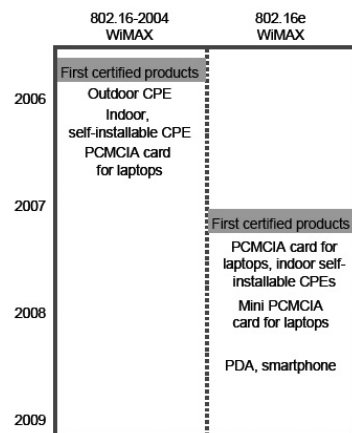 802.16-2004
WiMAX
802.16e
WiMAX
First certified products
2006
Outdoor CPE
Indoor,
self-installable CPE
PCMCIA card
for laptops
2007
First certified products
PCMCIA card for
laptops, indoor self-
installable CPEs
2008
Mini PCMCIA
card for laptops
PDA, smartphone
2009